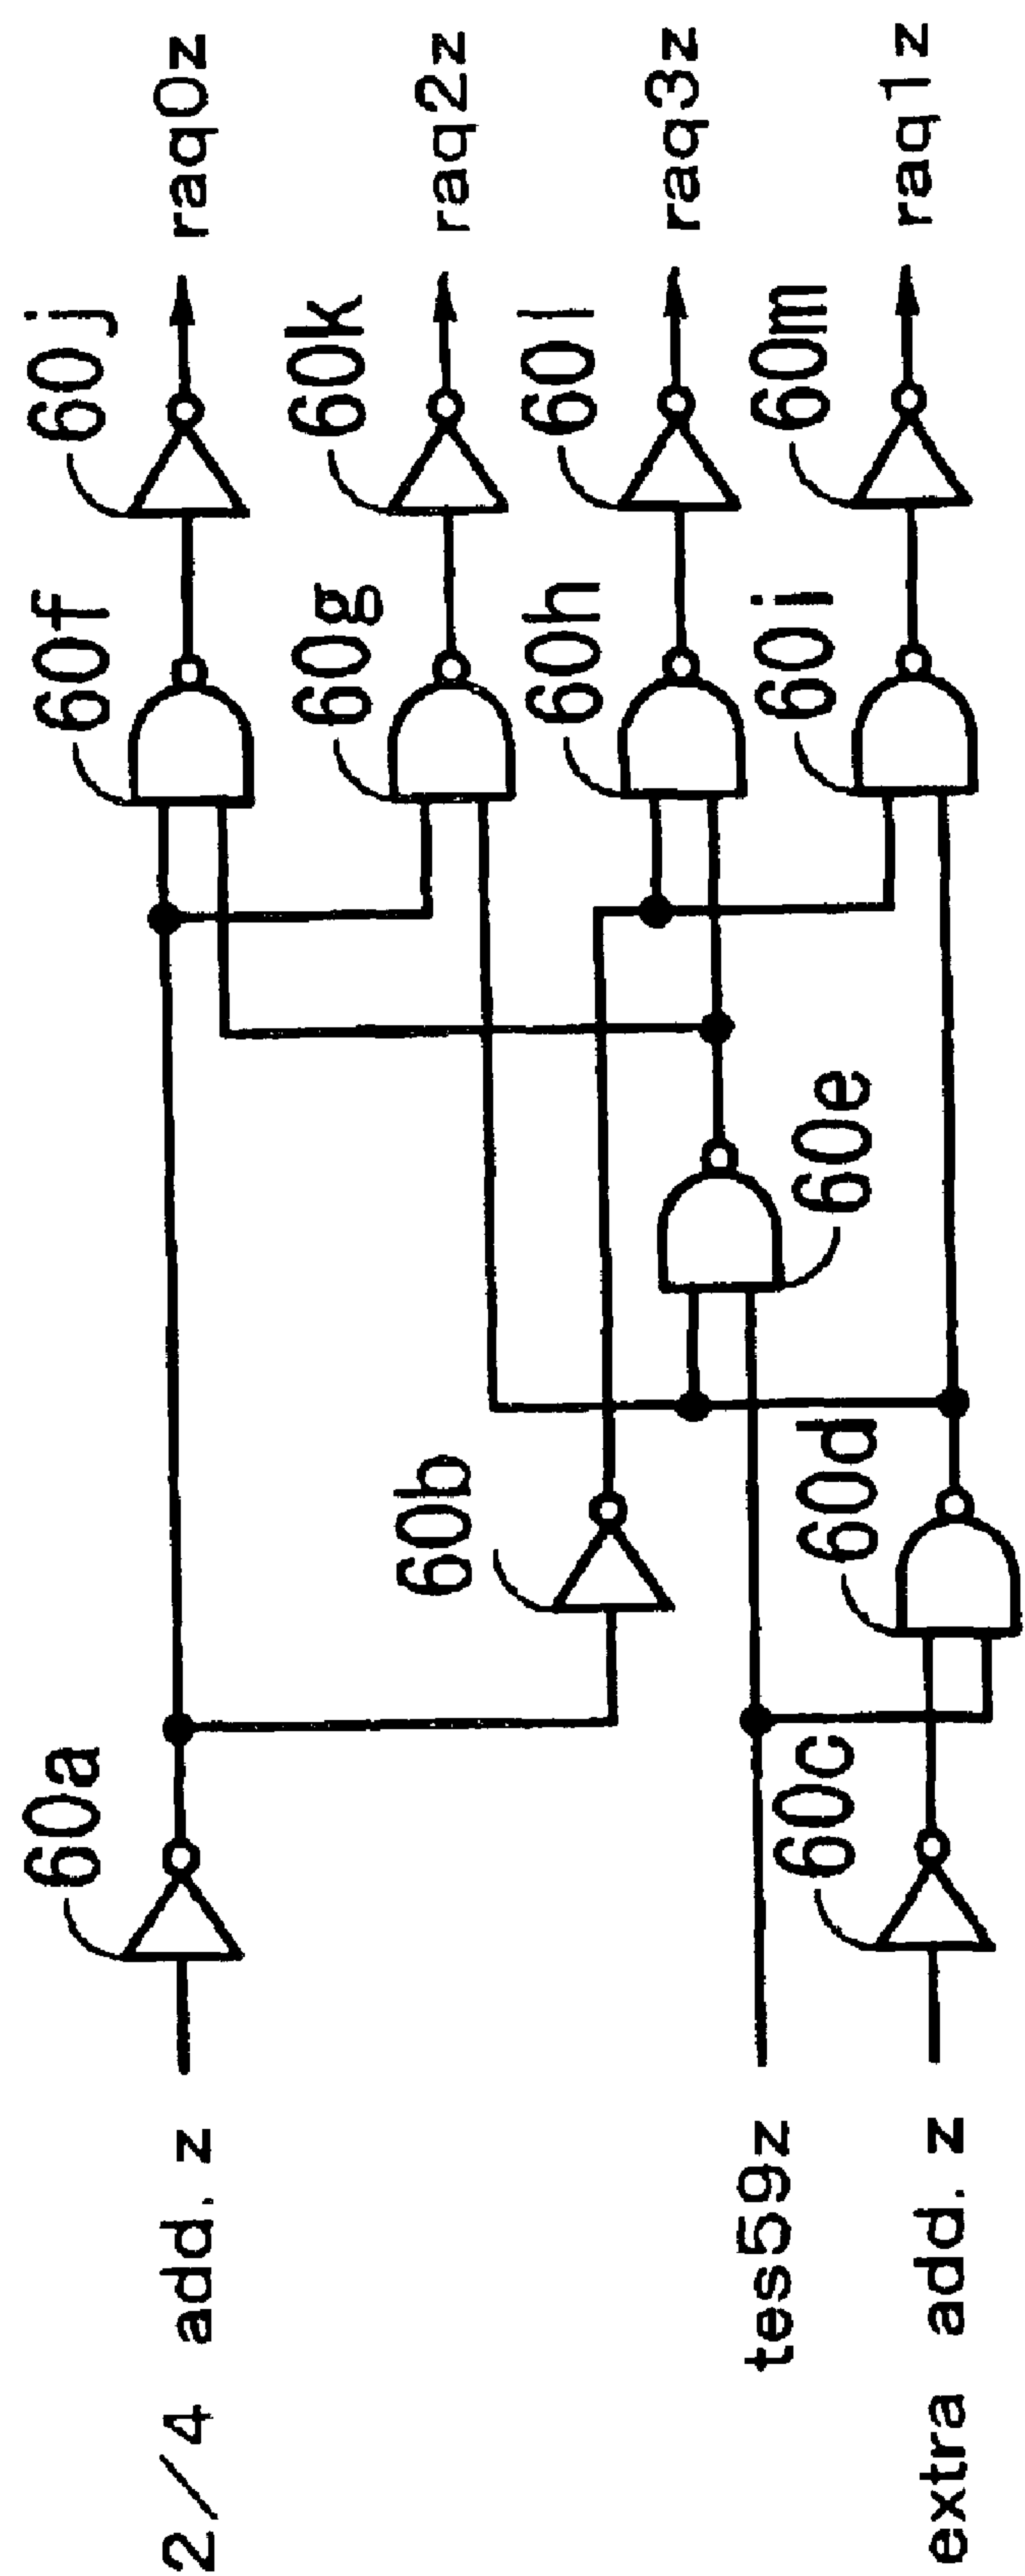 2/4 add. z
tes59z
extra add. z
60a
60b
60c
60d
60e
60f
60g
60h
60i
60j
60k
60l
60m
raq0z
raq2z
raq3z
raq1z